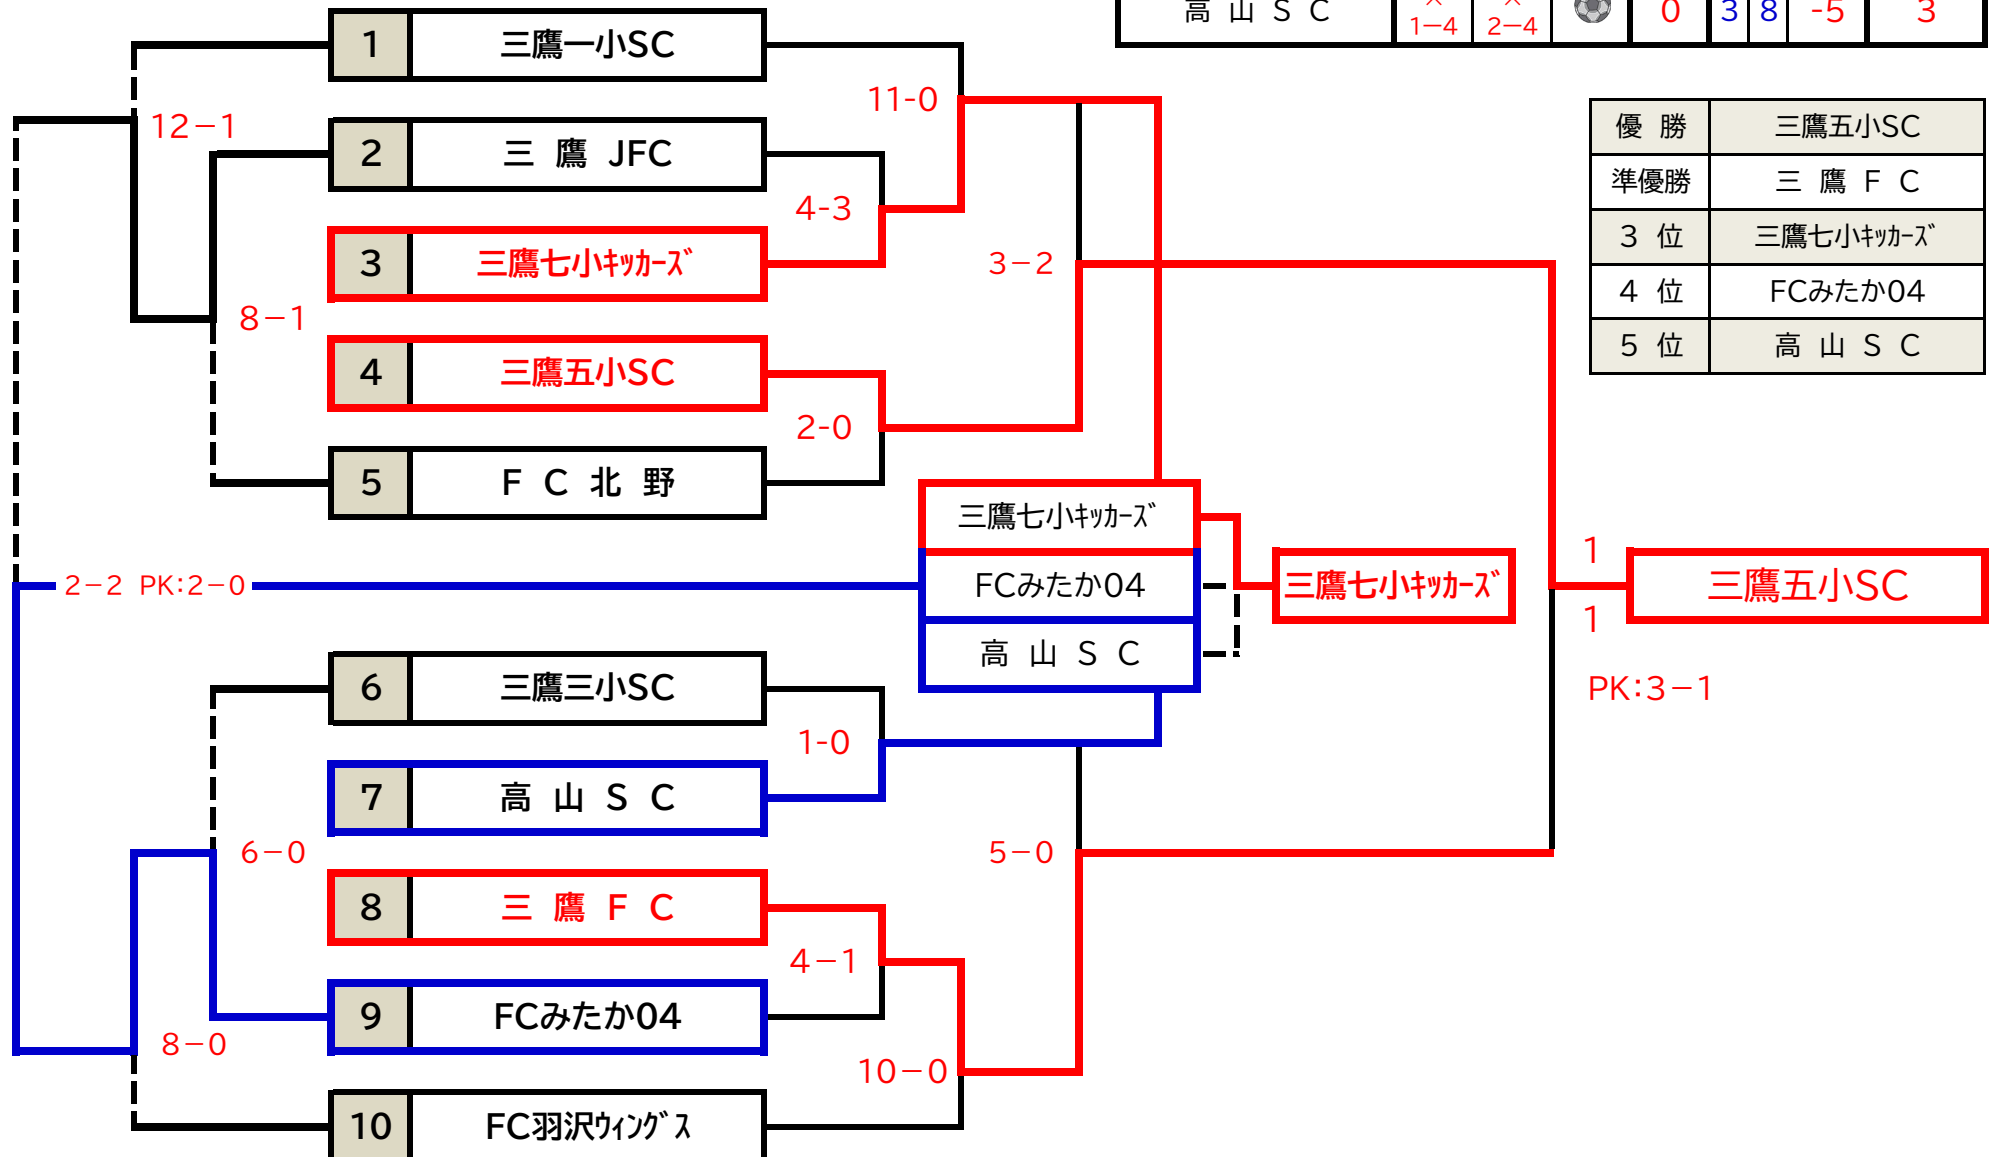 高 山 S C × 1-4 × 2-4 0 3 8 -5 3
1 三鷹一小SC
11-0
12-1
優 勝 三鷹五小SC
2 三 鷹 JFC
準優勝 三 鷹 F C
4-3
3 位 三鷹七小ｷｯｶｰｽﾞ
3 三鷹七小ｷｯｶｰｽﾞ
3-2
4 位 FCみたか04
8-1
5 位 高 山 S C
4 三鷹五小SC
2-0
5 F C 北 野
三鷹七小ｷｯｶｰｽﾞ
1
2-2 PK:2-0
FCみたか04
三鷹七小ｷｯｶｰｽﾞ
三鷹五小SC
1
高 山 S C
6 三鷹三小SC
PK:3-1
1-0
7 高 山 S C
6-0
5-0
8 三 鷹 F C
4-1
9 FCみたか04
8-0
10-0
10 FC羽沢ｳｨﾝｸﾞｽ